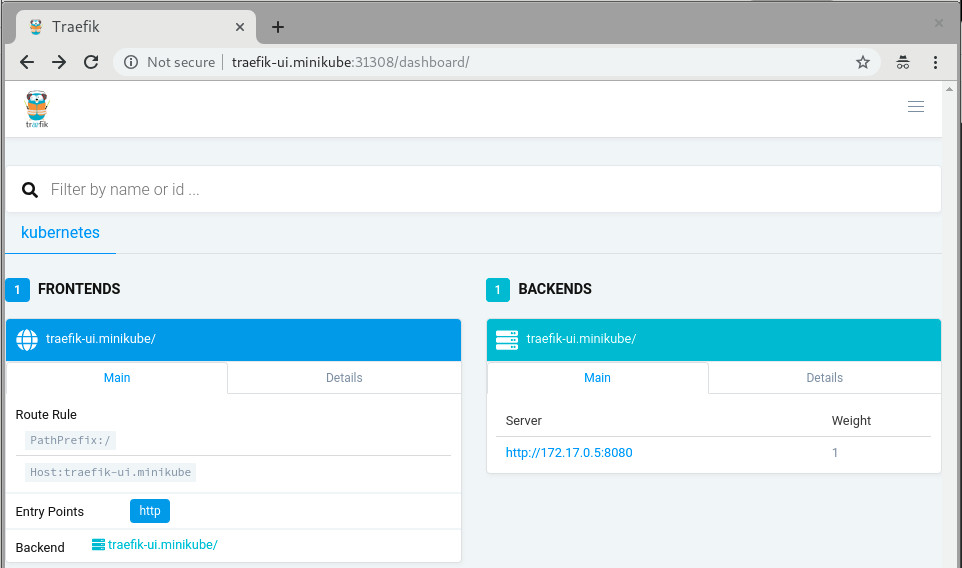 Traefik
Not secure
traefik-ui.minikube:31308/dashboard/
træfik
Filter by name or id ...
kubernetes
1 FRONTENDS
traefik-ui.minikube/
Main Details
Route Rule
PathPrefix:/
Host:traefik-ui.minikube
Entry Points http
Backend traefik-ui.minikube/
1 BACKENDS
traefik-ui.minikube/
Main Details
Server Weight
http://172.17.0.5:8080 1